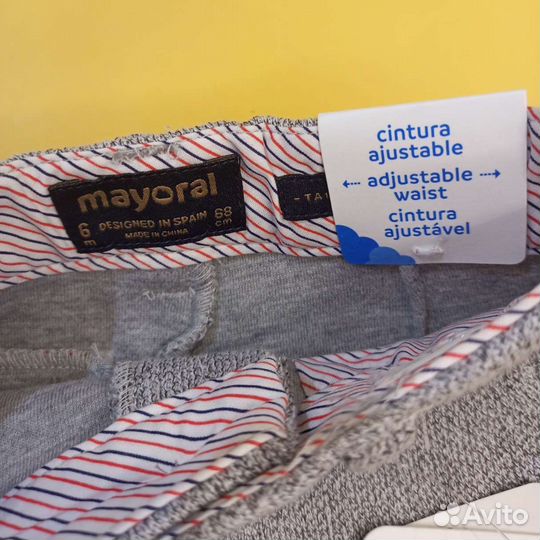 mayoral
6 m
DESIGNED IN SPAIN
MADE IN CHINA
68 cm
cintura
ajustable
adjustable
waist
cintura
ajustável
Avito